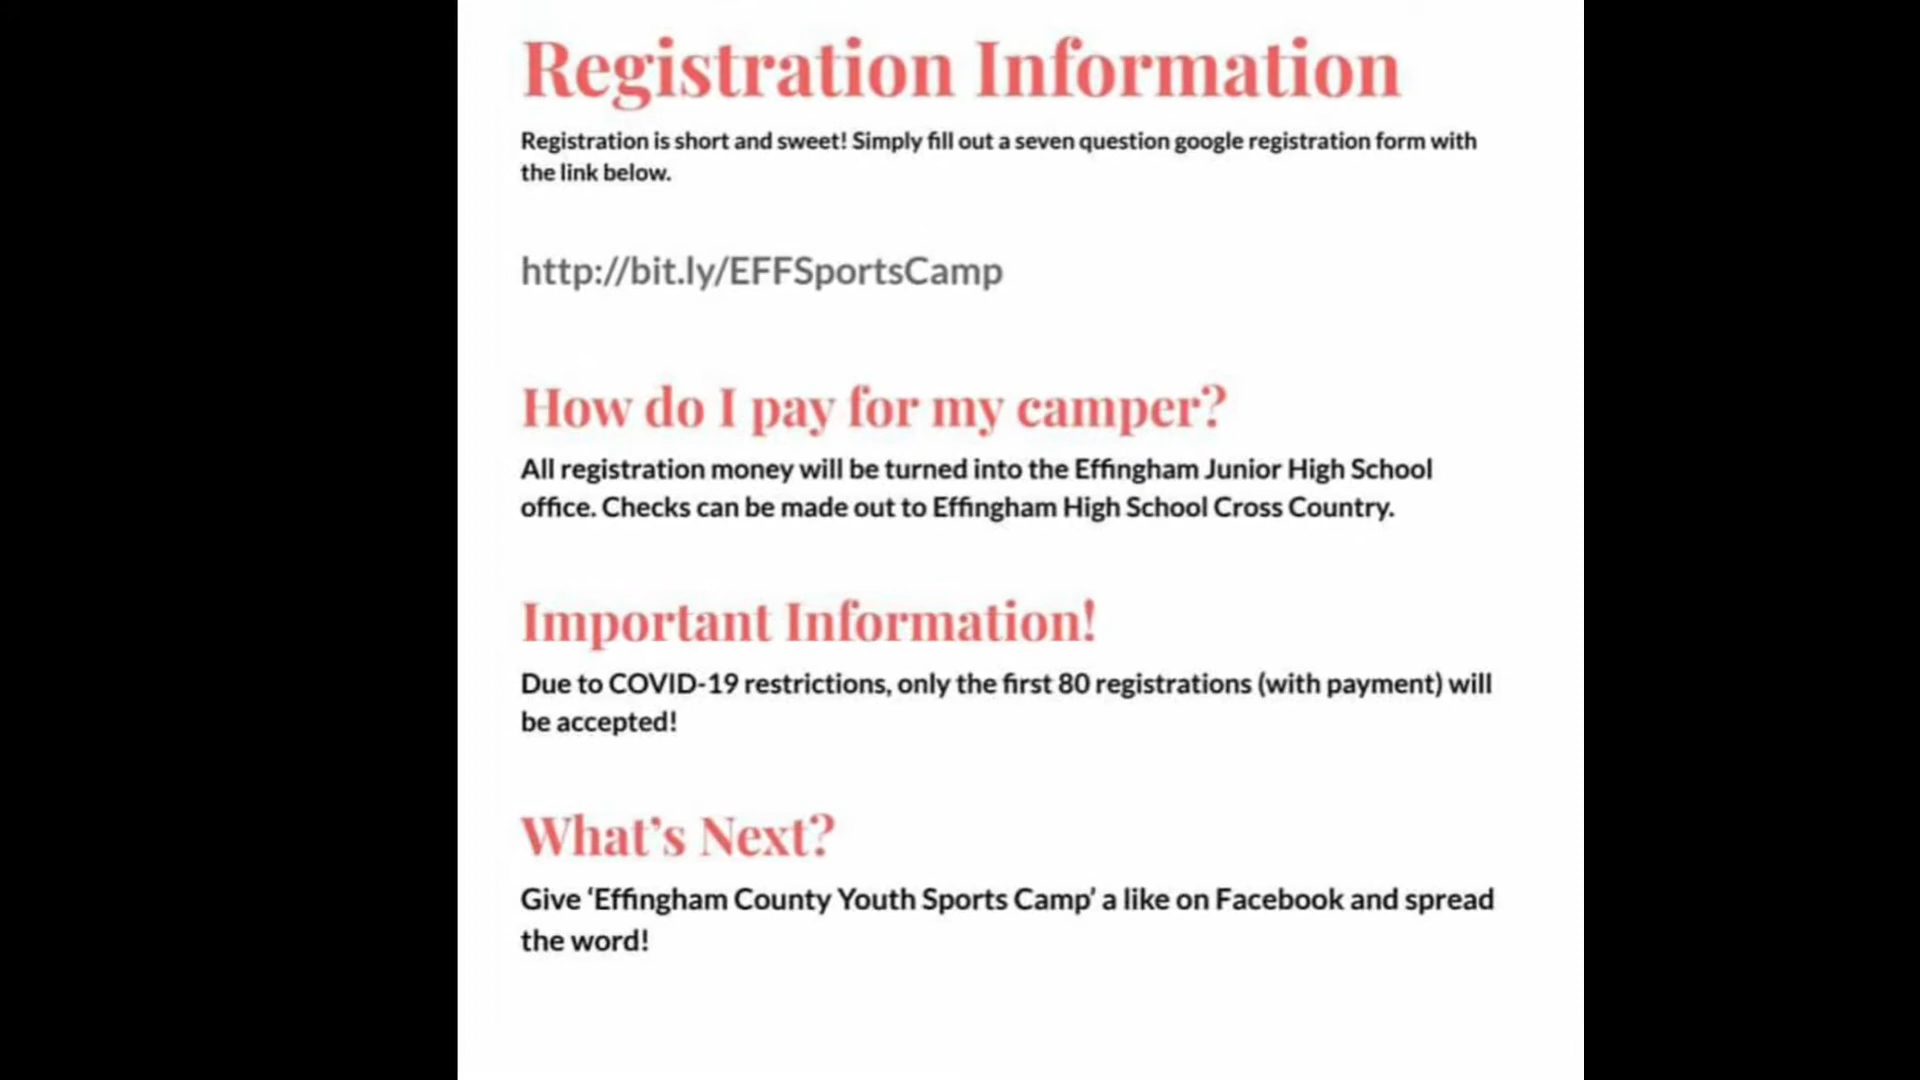 Registration Information
Registration is short and sweet! Simply fill out a seven question google registration form with
the link below.
http://bit.ly/EFFSportsCamp
How do I pay for my camper?
All registration money will be turned into the Effingham Junior High School
office. Checks can be made out to Effingham High School Cross Country.
Important Information!
Due to COVID-19 restrictions, only the first 80 registrations (with payment) will
be accepted!
What's Next?
Give ‘Effingham County Youth Sports Camp’ a like on Facebook and spread
the word!